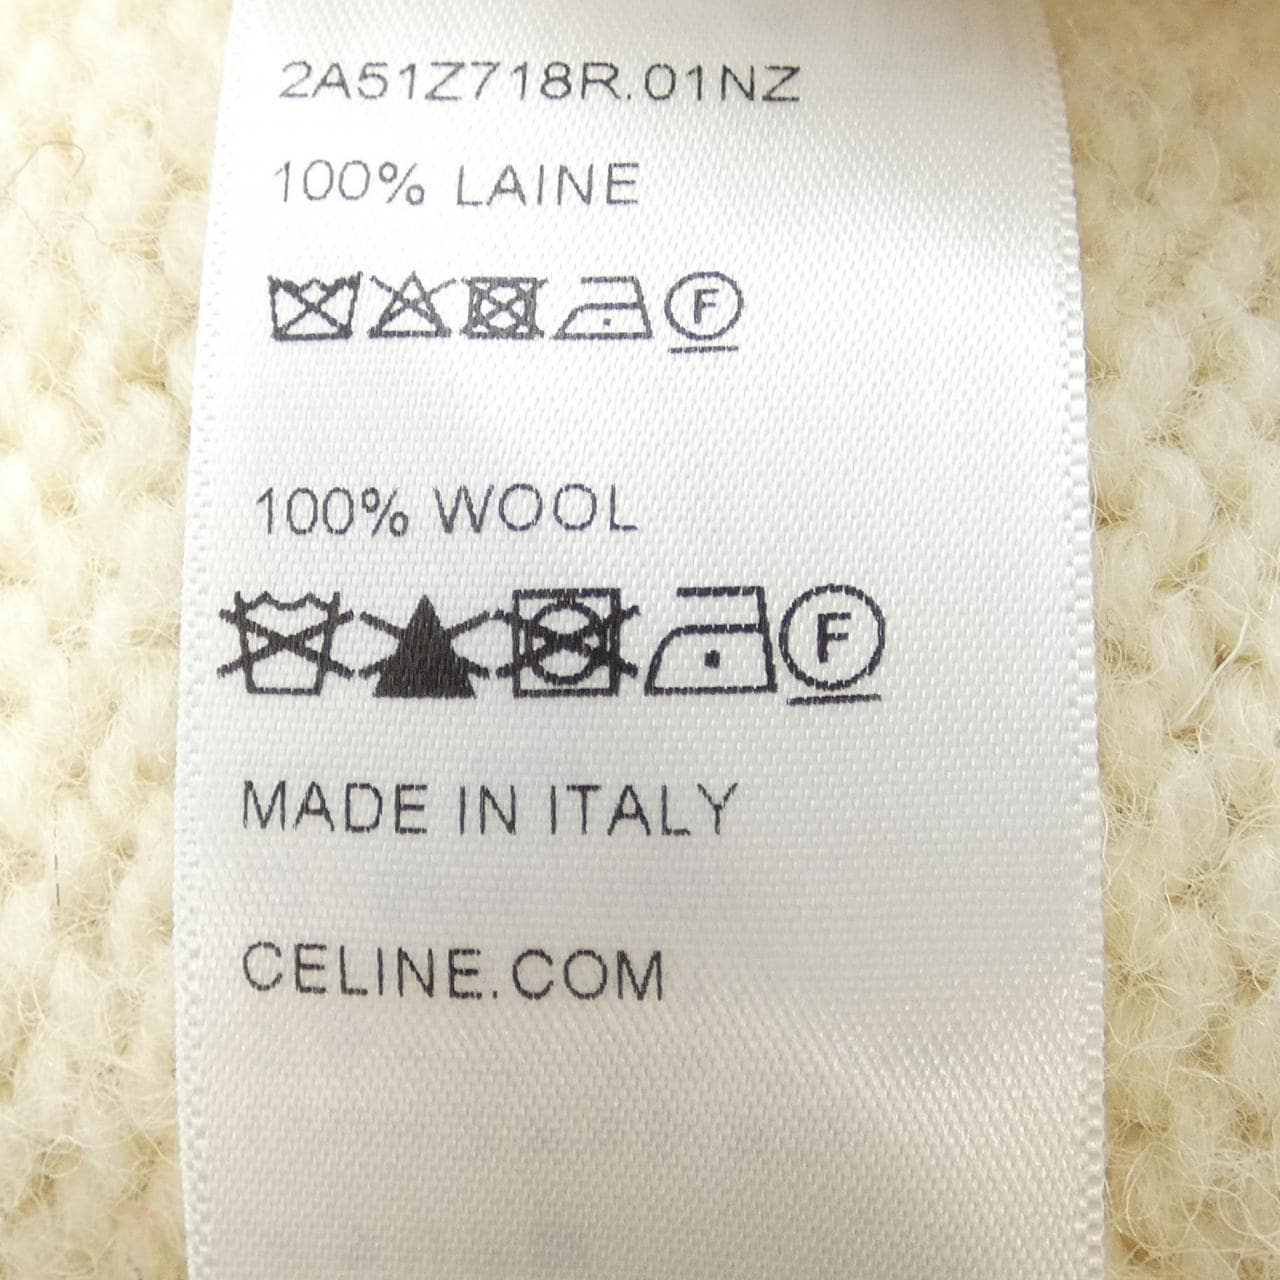 2A51Z718R.01NZ
100% LAINE
F
100% WOOL
F
MADE IN ITALY
CELINE.COM